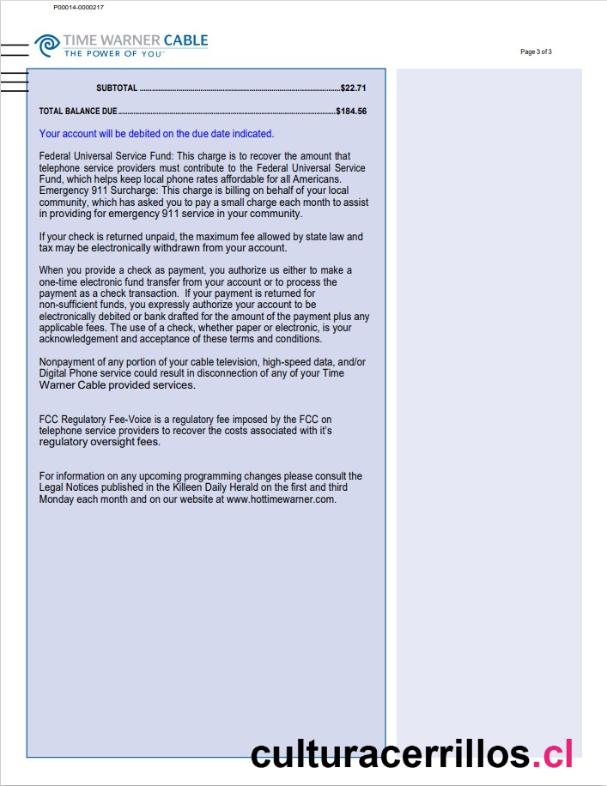 P00014-0000217
TIME WARNER CABLE
THE POWER OF YOU™
Page 3 of 3
SUBTOTAL ........................................................................$22.71
TOTAL BALANCE DUE..............................................................................$184.56
Your account will be debited on the due date indicated.
Federal Universal Service Fund: This charge is to recover the amount that
telephone service providers must contribute to the Federal Universal Service
Fund, which helps keep local phone rates affordable for all Americans.
Emergency 911 Surcharge: This charge is billing on behalf of your local
community, which has asked you to pay a small charge each month to assist
in providing for emergency 911 service in your community.
If your check is returned unpaid, the maximum fee allowed by state law and
tax may be electronically withdrawn from your account.
When you provide a check as payment, you authorize us either to make a
one-time electronic fund transfer from your account or to process the
payment as a check transaction. If your payment is returned for
non-sufficient funds, you expressly authorize your account to be
electronically debited or bank drafted for the amount of the payment plus any
applicable fees. The use of a check, whether paper or electronic, is your
acknowledgement and acceptance of these terms and conditions.
Nonpayment of any portion of your cable television, high-speed data, and/or
Digital Phone service could result in disconnection of any of your Time
Warner Cable provided services.
FCC Regulatory Fee-Voice is a regulatory fee imposed by the FCC on
telephone service providers to recover the costs associated with it's
regulatory oversight fees.
For information on any upcoming programming changes please consult the
Legal Notices published in the Killeen Daily Herald on the first and third
Monday each month and on our website at www.hottimewarner.com.
culturacerrillos.cl